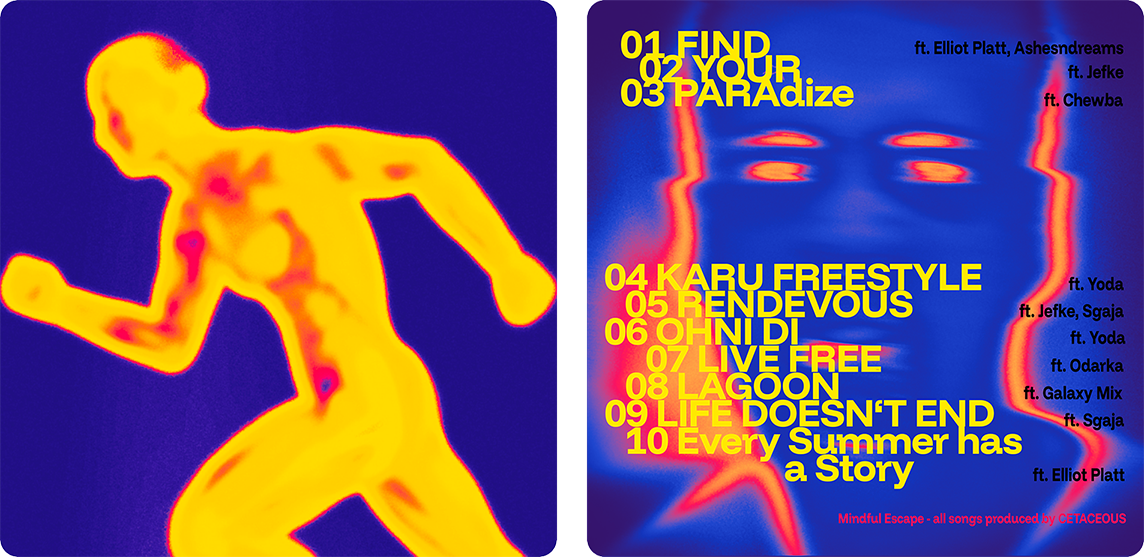 01 FIND ft. Elliot Platt, Ashesndreams
02 YOUR ft. Jefke
03 PARAdize ft. Chewba
04 KARU FREESTYLE ft. Yoda
05 RENDEVOUS ft. Jefke, Sgaja
06 OHNI DI ft. Yoda
07 LIVE FREE ft. Odarka
08 LAGOON ft. Galaxy Mix
09 LIFE DOESN‘T END ft. Sgaja
10 Every Summer has
a Story ft. Elliot Platt
Mindful Escape - all songs produced by CETACEOUS